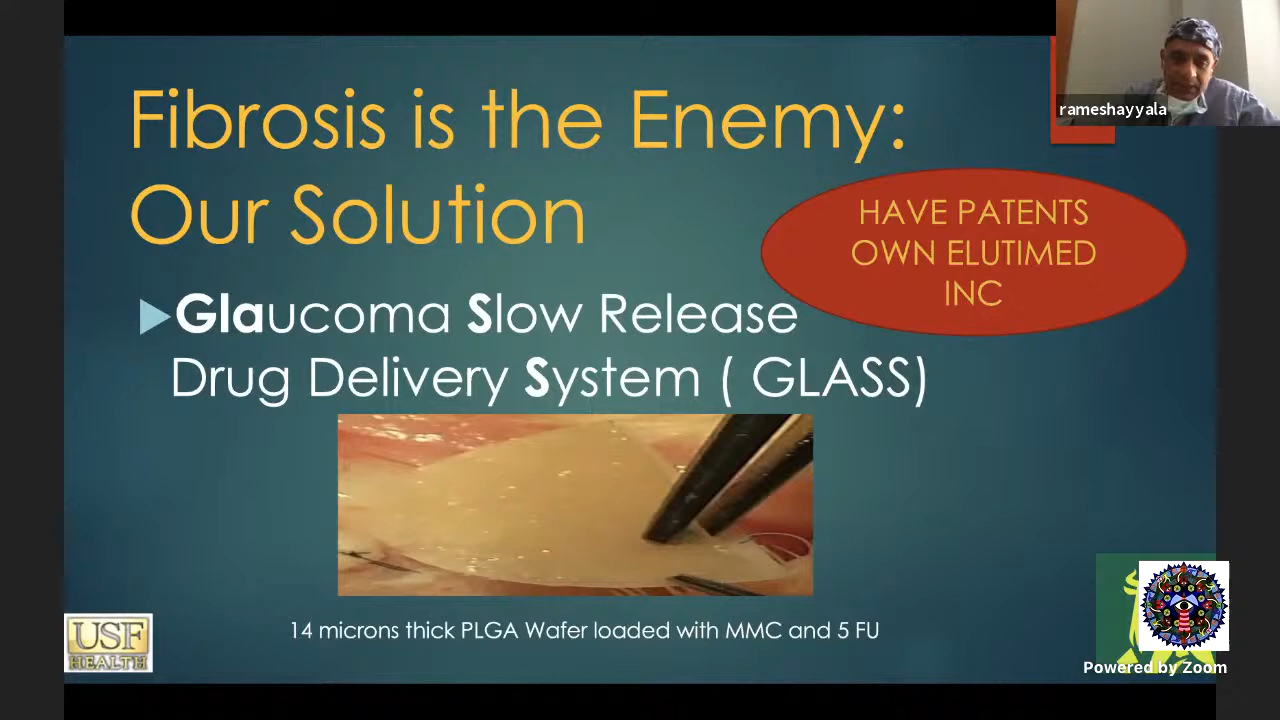 Fibrosis is the Enemy:
Our Solution
HAVE PATENTS
OWN ELUTIMED
INC
Glaucoma Slow Release
Drug Delivery System ( GLASS)
14 microns thick PLGA Wafer loaded with MMC and 5 FU
USF
HEALTH
rameshayyala
Powered by Zoom